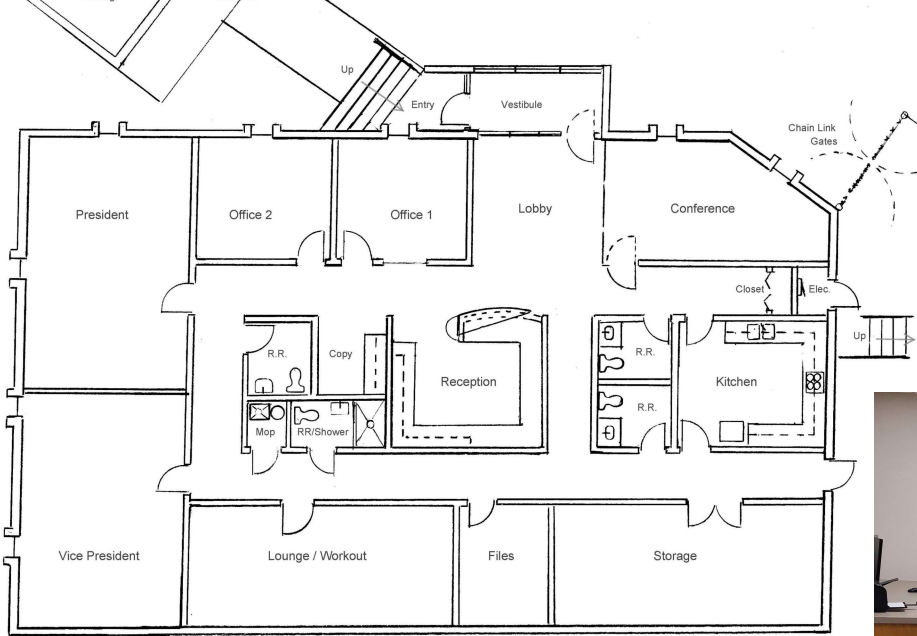 Up
Entry
Vestibule
Chain Link
Gates
President
Office 2
Office 1
Lobby
Conference
Closet
Elec.
Up
R.R.
Copy
Reception
R.R.
Kitchen
R.R.
Mop
RR/Shower
Vice President
Lounge / Workout
Files
Storage